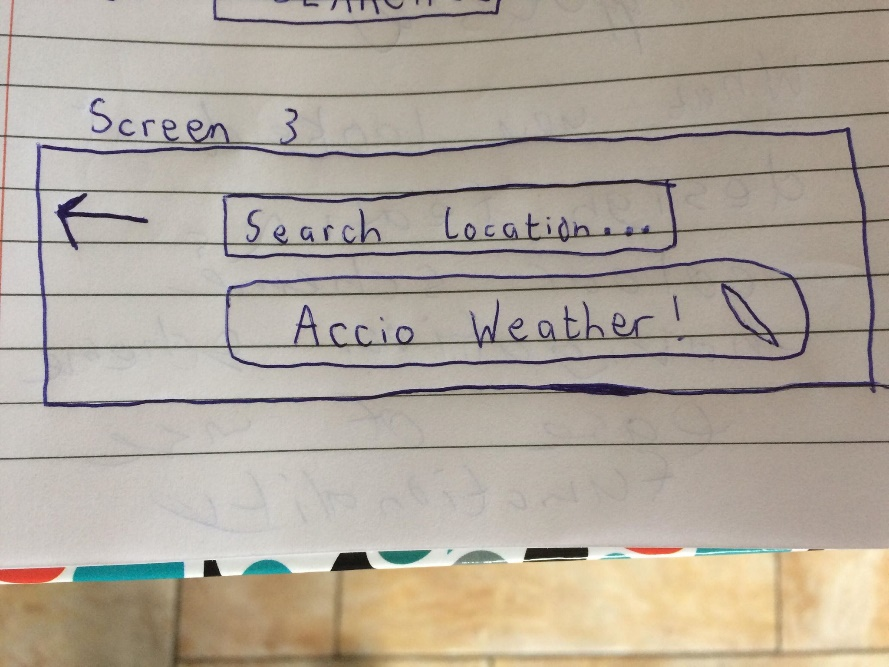 Screen 3
Search location...
Accio Weather!